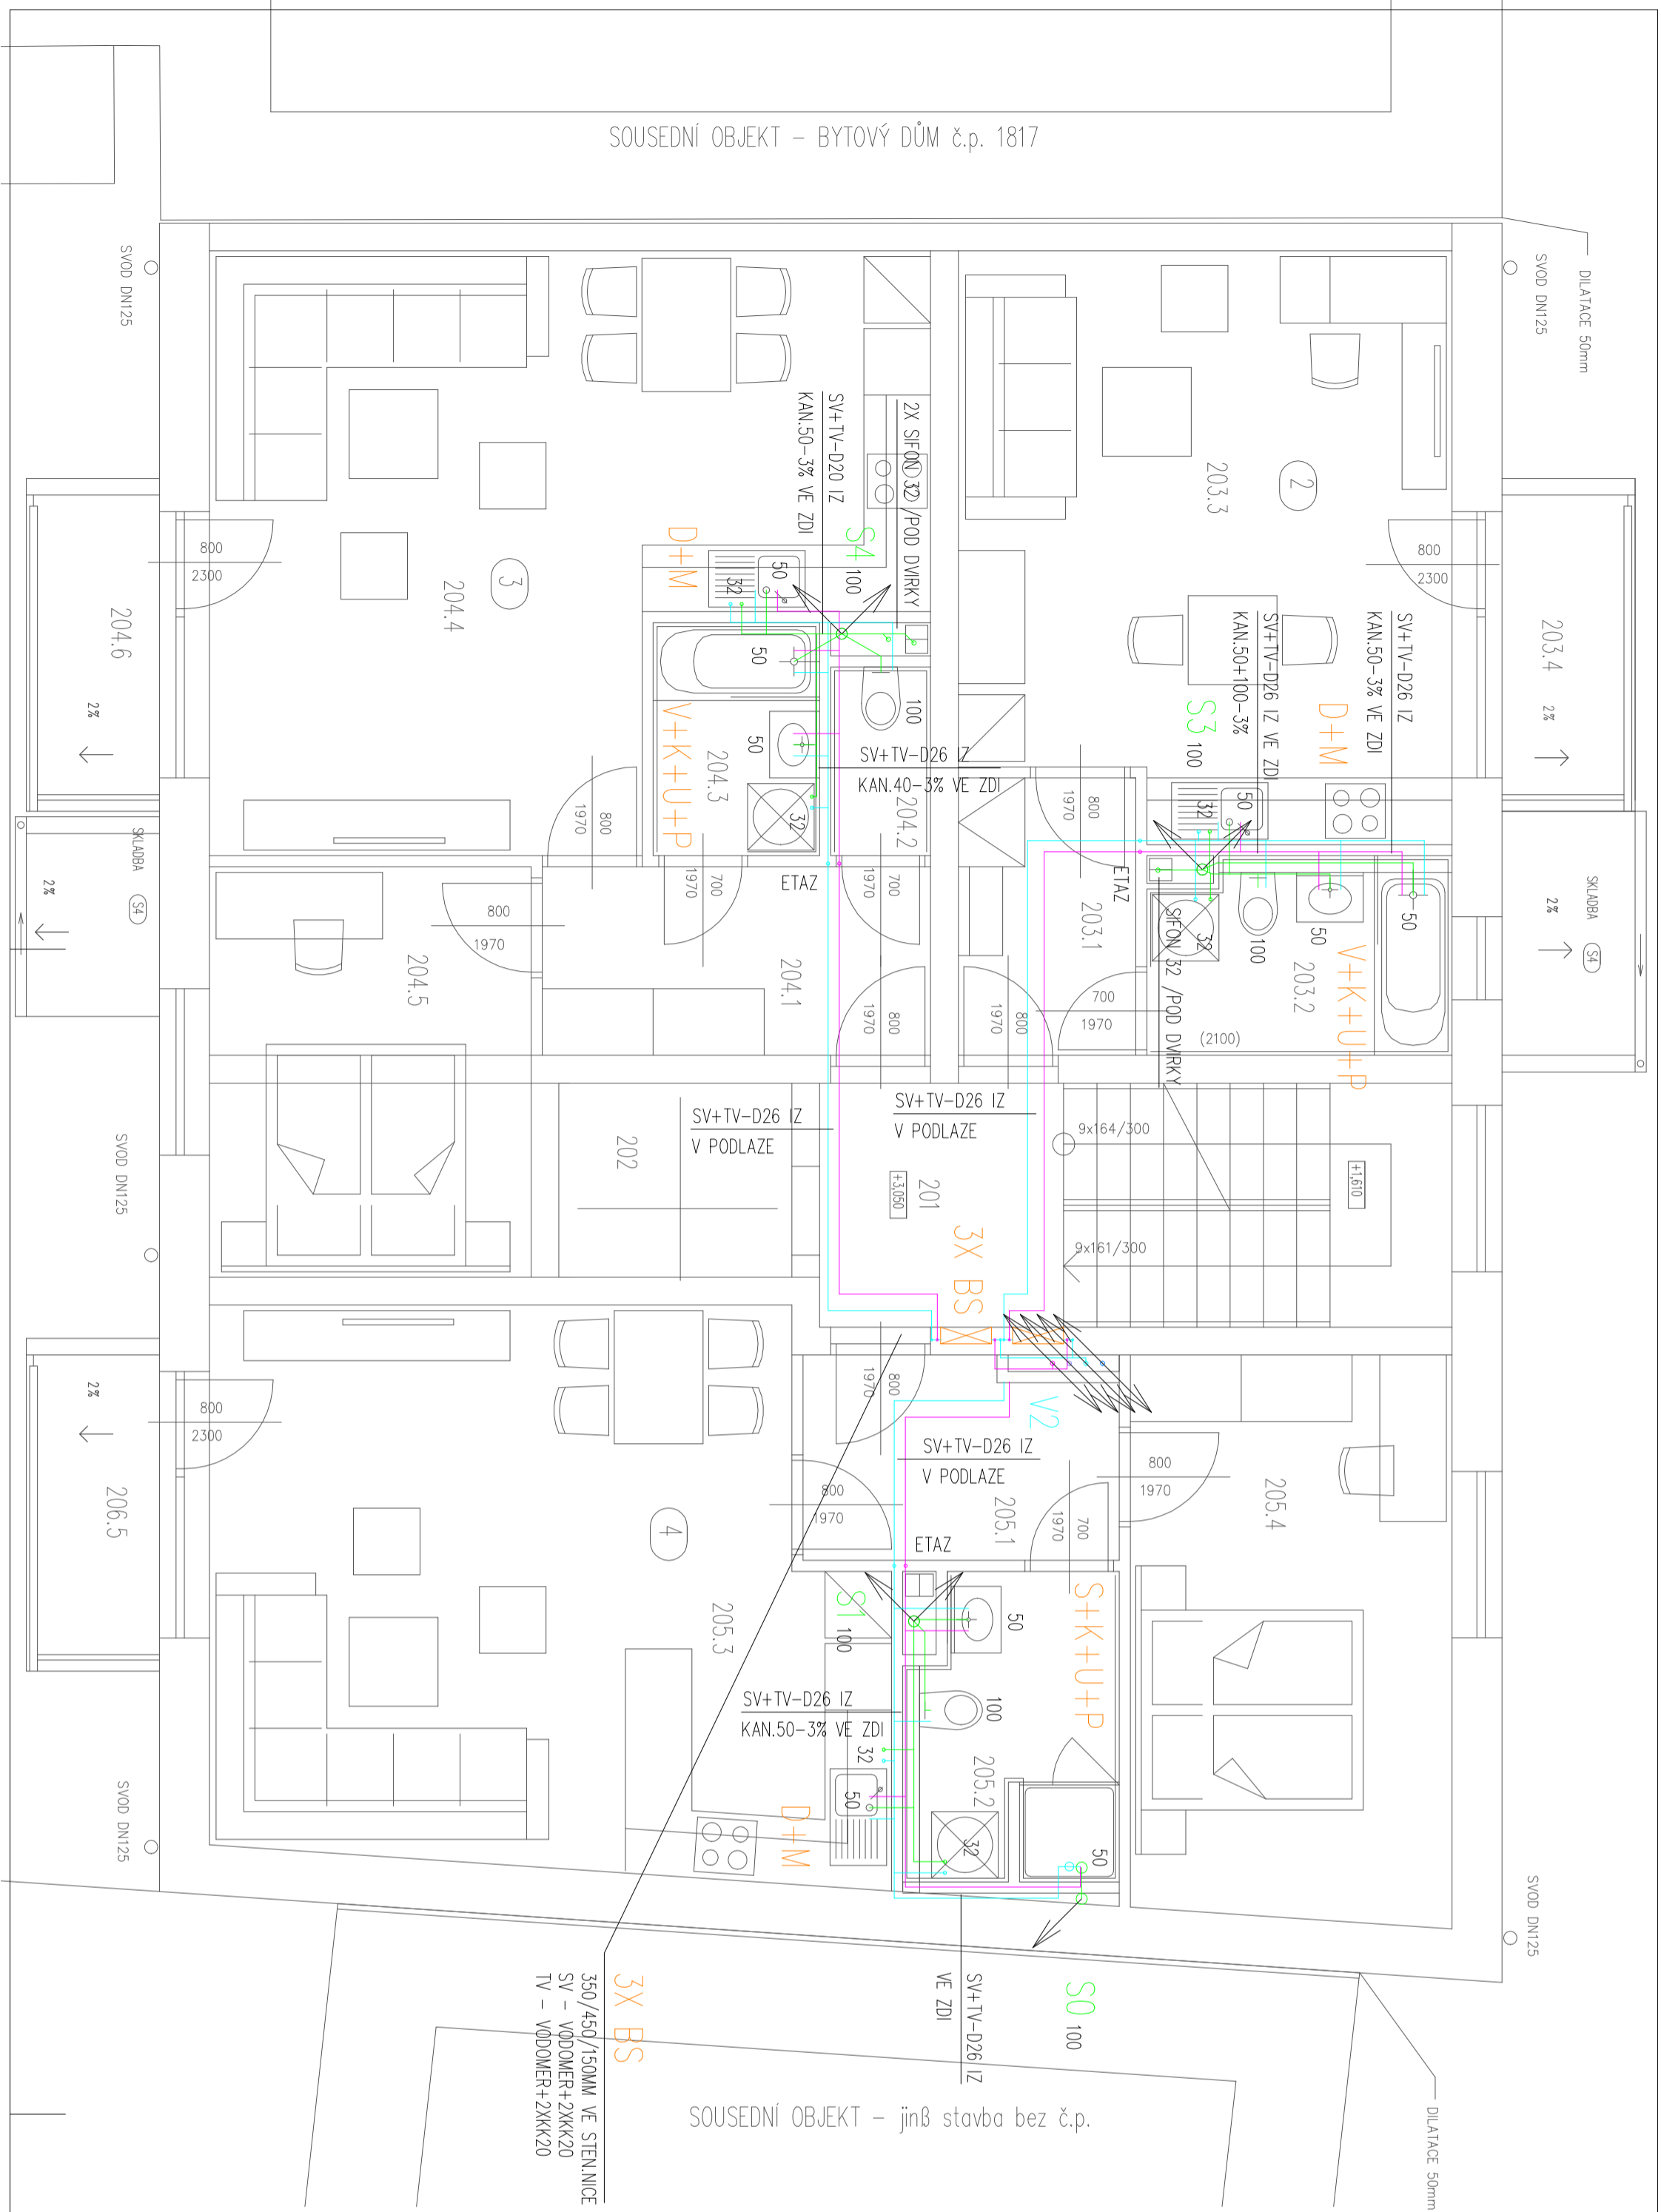 SOUSEDNÍ OBJEKT – BYTOVÝ DŮM č.p. 1817
SVOD DN125
SVOD DN125
DILATACE 50mm
2X SIFON 32 /POD DVIRKY
SV+TV-D20 IZ
KAN.50-3% VE ZDI
203.3
2
800
2300
800
2300
204.6
204.4
3
D+M
S4 100
50
32
203.4
2%
SV+TV-D26 IZ
KAN.50-3% VE ZDI
SV+TV-D26 IZ VE ZDI
KAN.50+100-3%
D+M
S3 100
50
100
V+K+U+P
50
204.3
32
204.2
SV+TV-D26 IZ
KAN.40-3% VE ZDI
2%
800
1970
800
1970
50
32
SKLADBA
S4
2%
700
1970
700
1970
ETAZ
ETAZ
203.1
SIFON 32 /POD DVIRKY
32
100
50
50
203.2
V+K+U+P
SKLADBA
S4
2%
800
1970
204.5
204.1
800
1970
800
1970
700
1970
(2100)
SV+TV-D26 IZ
V PODLAZE
SV+TV-D26 IZ
V PODLAZE
202
201
+3,050
9x164/300
+1,610
9x161/300
SVOD DN125
3X BS
800
1970
V2
800
2300
2%
206.5
SV+TV-D26 IZ
V PODLAZE
800
1970
205.1
700
1970
800
1970
205.4
4
ETAZ
205.3
S1 100
50
S+K+U+P
SV+TV-D26 IZ
KAN.50-3% VE ZDI
100
32
50
205.2
32
50
D+M
SVOD DN125
SVOD DN125
3X BS
350/450/150MM VE STEN.NICE
SV - VODOMER+2XKK20
TV - VODOMER+2XKK20
SV+TV-D26 IZ
VE ZDI
S0 100
SOUSEDNÍ OBJEKT – jinß stavba bez č.p.
DILATACE 50mm